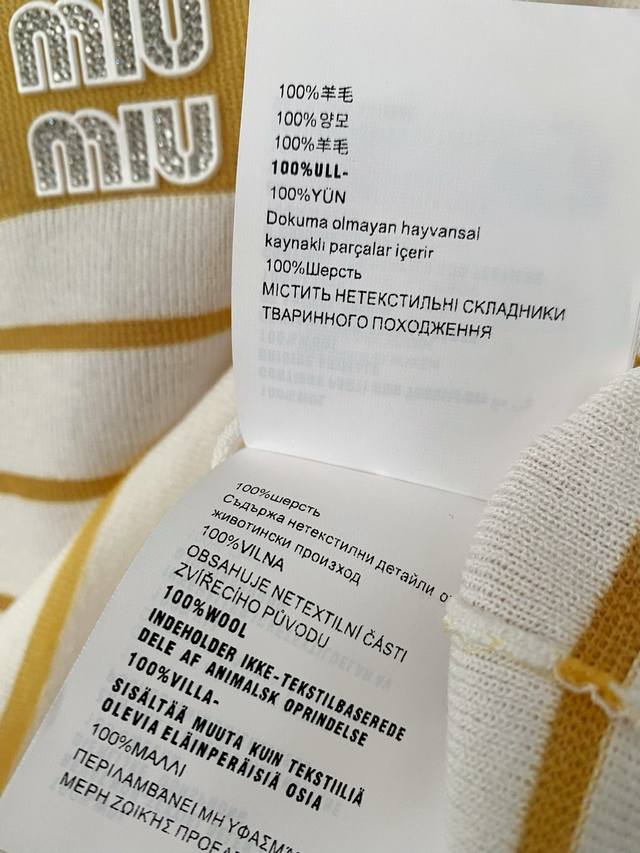 miu
miu
100%羊毛
100%양모
100%羊毛
100%ULL-
100%YÜN
Dokuma olmayan hayvansal
kaynaklı parçalar içerir
100%Шерсть
МІСТИТЬ НЕТЕКСТИЛЬНІ СКЛАДНИКИ
ТВАРИННОГО ПОХОДЖЕННЯ
100%шерсть
Съдържа нетекстилни детайли от
животински произход
100%VLNA
OBSAHUJE NETEXTILNÍ ČÁSTI
ZVÍŘECÍHO PŮVODU
100%WOOL
INDEHOLDER IKKE-TEKSTILBASEREDE
DELE AF ANIMALSK OPRINDELSE
100%VILLA-
SISÄLTÄÄ MUUTA KUIN TEKSTIILIÄ
OLEVIA ELÄINPERÄISIÄ OSIA
100%ΜΑΛΛΙ
ΠΕΡΙΛΑΜΒΑΝΕΙ ΜΗ ΥΦΑΣΜΑ
ΜΕΡΗ ΖΩΙΚΗΣ